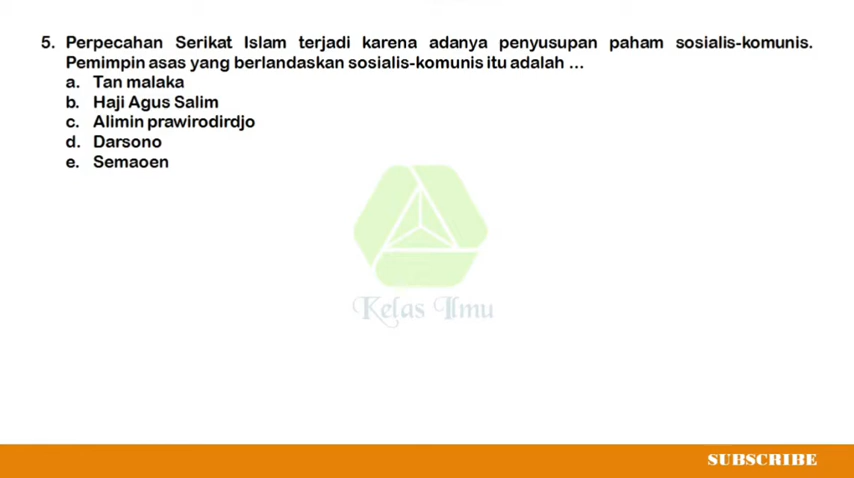 5. Perpecahan Serikat Islam terjadi karena adanya penyusupan paham sosialis-komunis.
Pemimpin asas yang berlandaskan sosialis-komunis itu adalah ...
a. Tan malaka
b. Haji Agus Salim
c. Alimin prawirodirdjo
d. Darsono
e. Semaoen
Kelas Ilmu
SUBSCRIBE